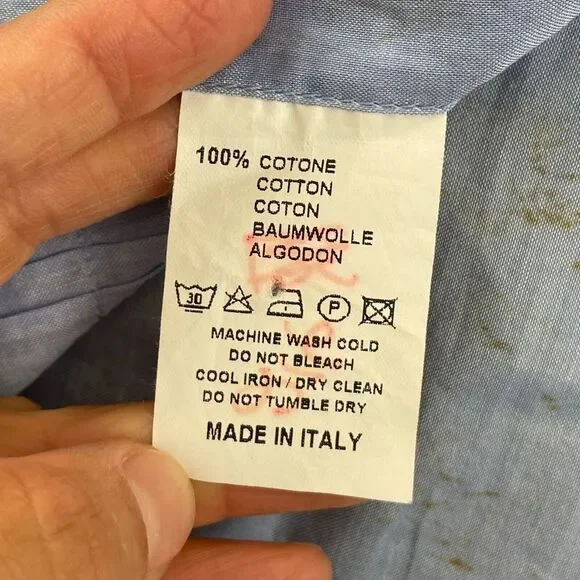 100% COTONE
COTTON
COTON
BAUMWOLLE
ALGODON
30 P
MACHINE WASH COLD
DO NOT BLEACH
COOL IRON / DRY CLEAN
DO NOT TUMBLE DRY
MADE IN ITALY